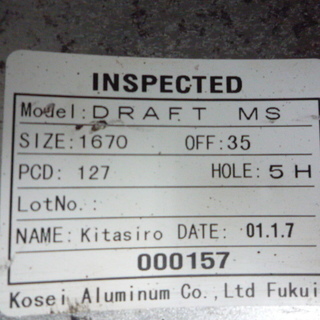 INSPECTED
Model: DRAFT MS
SIZE: 1670 OFF: 35
PCD: 127 HOLE: 5H
LotNo. :
NAME: Kitasiro DATE: 01.1.7
000157
Kosei Aluminum Co., Ltd Fukui